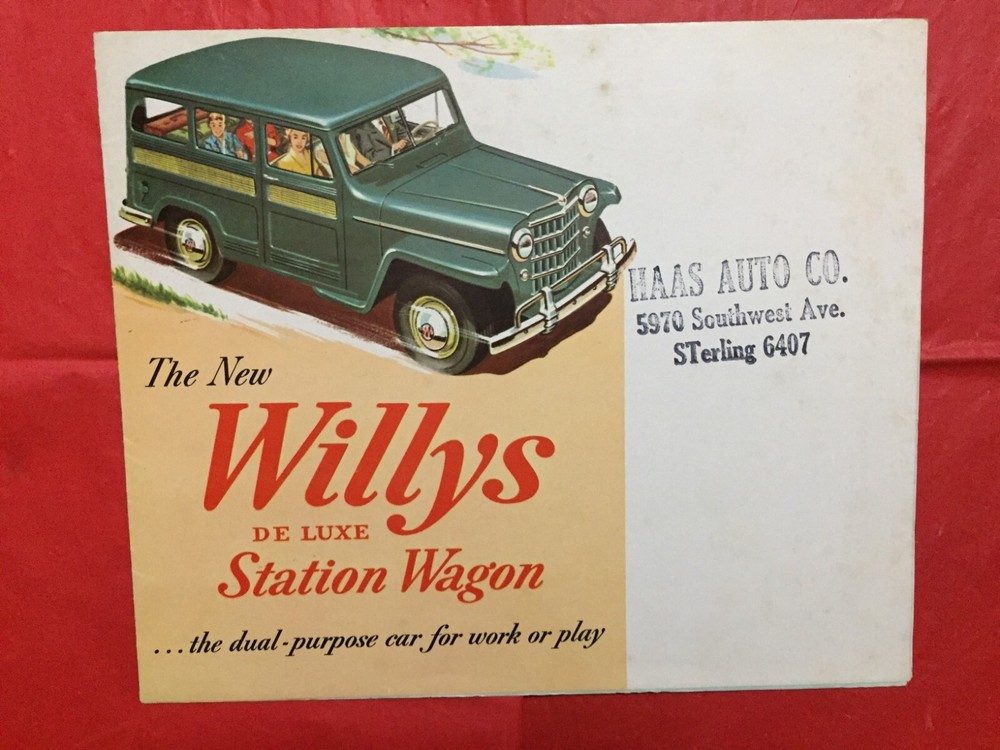 The New
Willys
DE LUXE
Station Wagon
...the dual-purpose car for work or play
HAAS AUTO CO.
5970 Southwest Ave.
STerling 6407